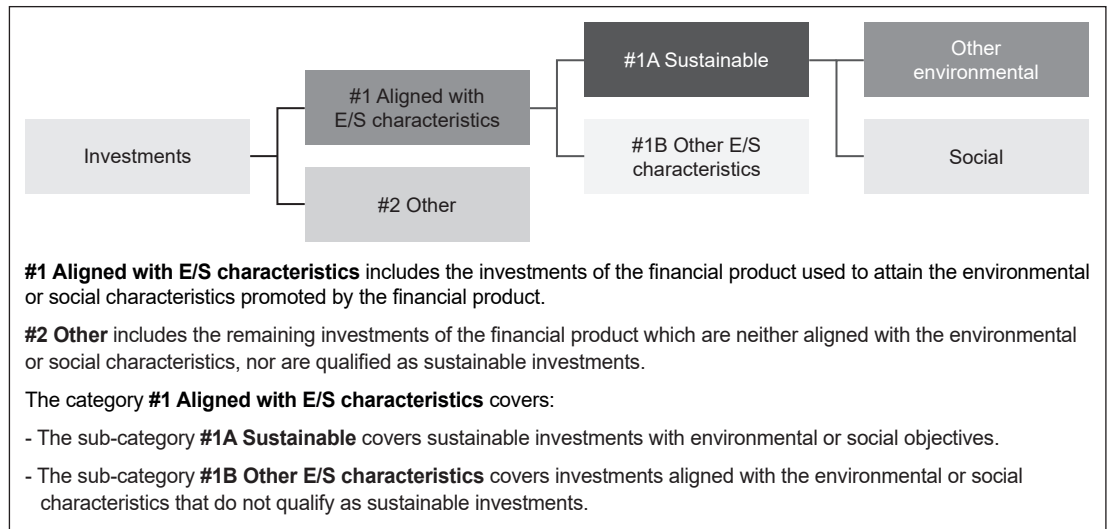 Investments
#1 Aligned with
E/S characteristics
#2 Other
#1A Sustainable
#1B Other E/S
characteristics
Other
environmental
Social
#1 Aligned with E/S characteristics includes the investments of the financial product used to attain the environmental
or social characteristics promoted by the financial product.
#2 Other includes the remaining investments of the financial product which are neither aligned with the environmental
or social characteristics, nor are qualified as sustainable investments.
The category #1 Aligned with E/S characteristics covers:
- The sub-category #1A Sustainable covers sustainable investments with environmental or social objectives.
- The sub-category #1B Other E/S characteristics covers investments aligned with the environmental or social
characteristics that do not qualify as sustainable investments.